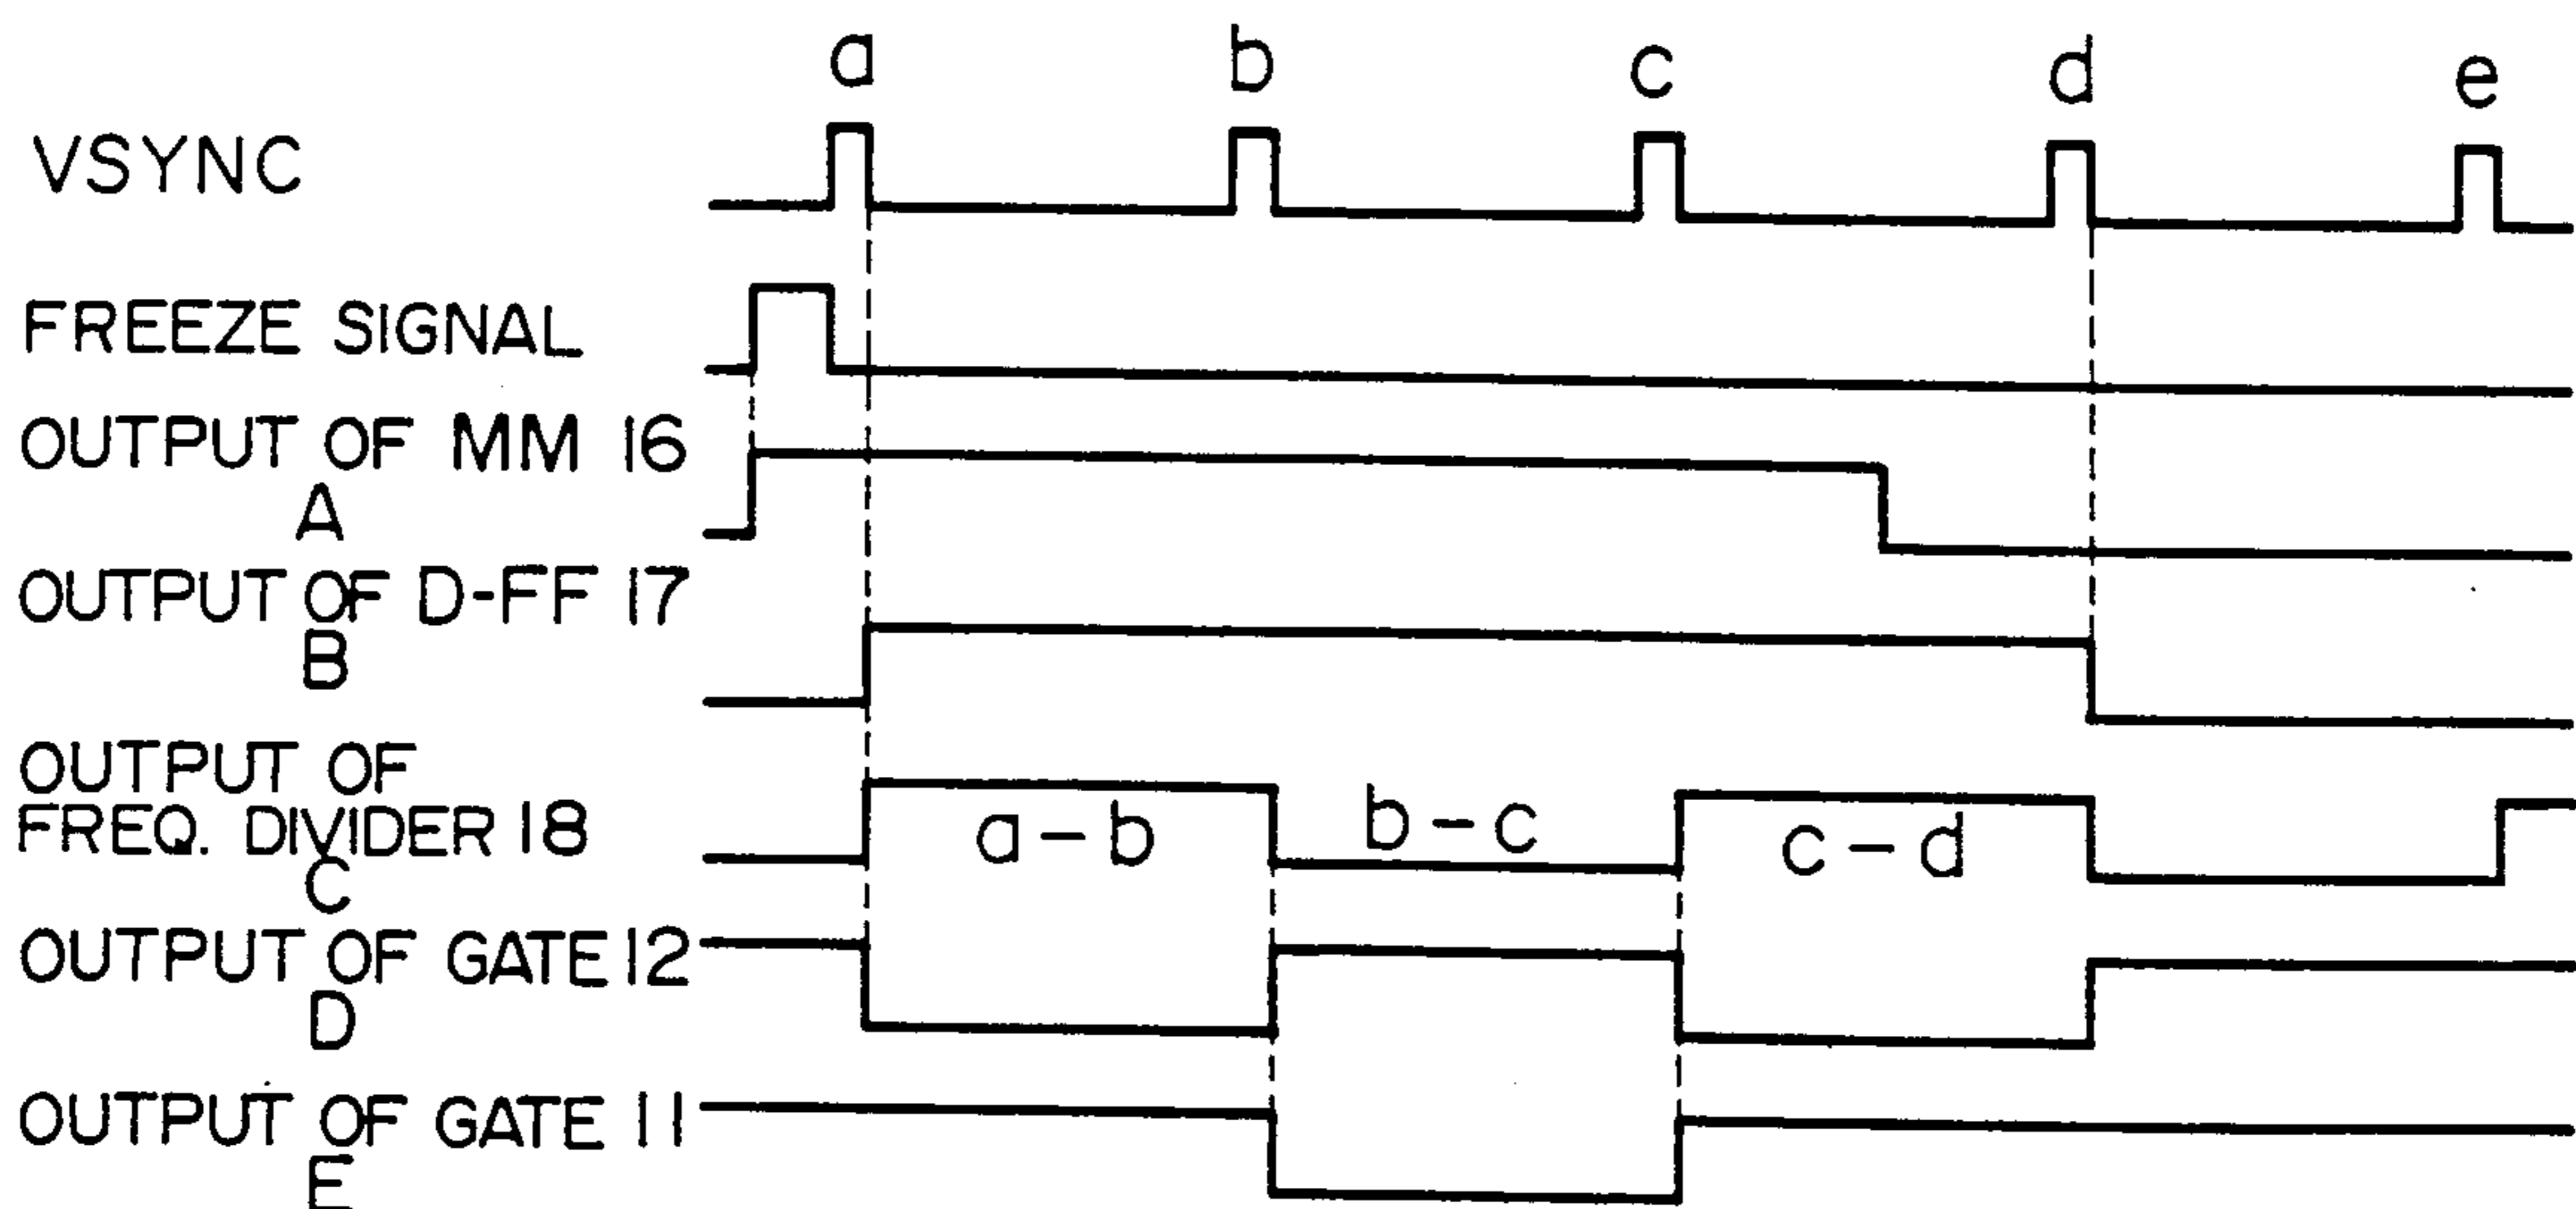 a b c d e
VSYNC
FREEZE SIGNAL
OUTPUT OF MM 16
A
OUTPUT OF D-FF 17
B
OUTPUT OF
FREQ. DIVIDER 18
C
a-b b-c c-d
OUTPUT OF GATE 12
D
OUTPUT OF GATE 11
E